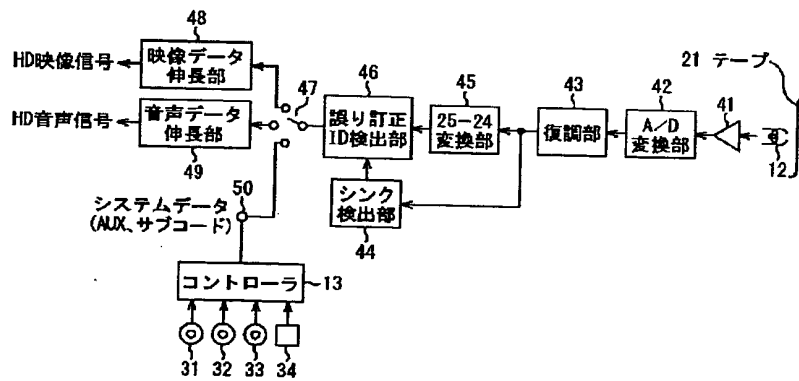 48
HD映像信号
映像データ
伸長部
47
46
45
43
42
41
21 テープ
HD音声信号
音声データ
伸長部
49
誤り訂正
ID検出部
25-24
変換部
復調部
A/D
変換部
12
シンク
検出部
44
システムデータ
(AUX、サブコード)
50
コントローラ
13
31
32
33
34